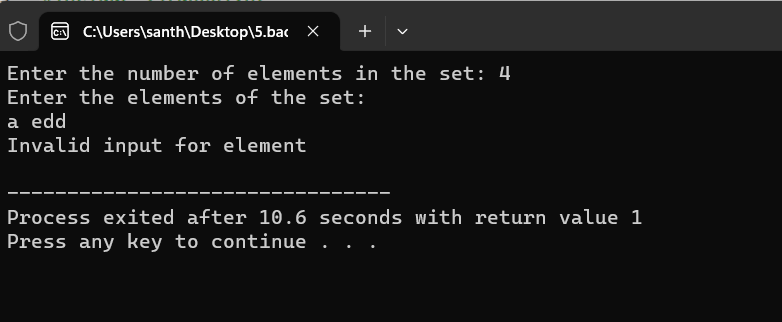 C:\Users\santh\Desktop\5.bac
Enter the number of elements in the set: 4
Enter the elements of the set:
a edd
Invalid input for element
--------------------------------
Process exited after 10.6 seconds with return value 1
Press any key to continue . . .